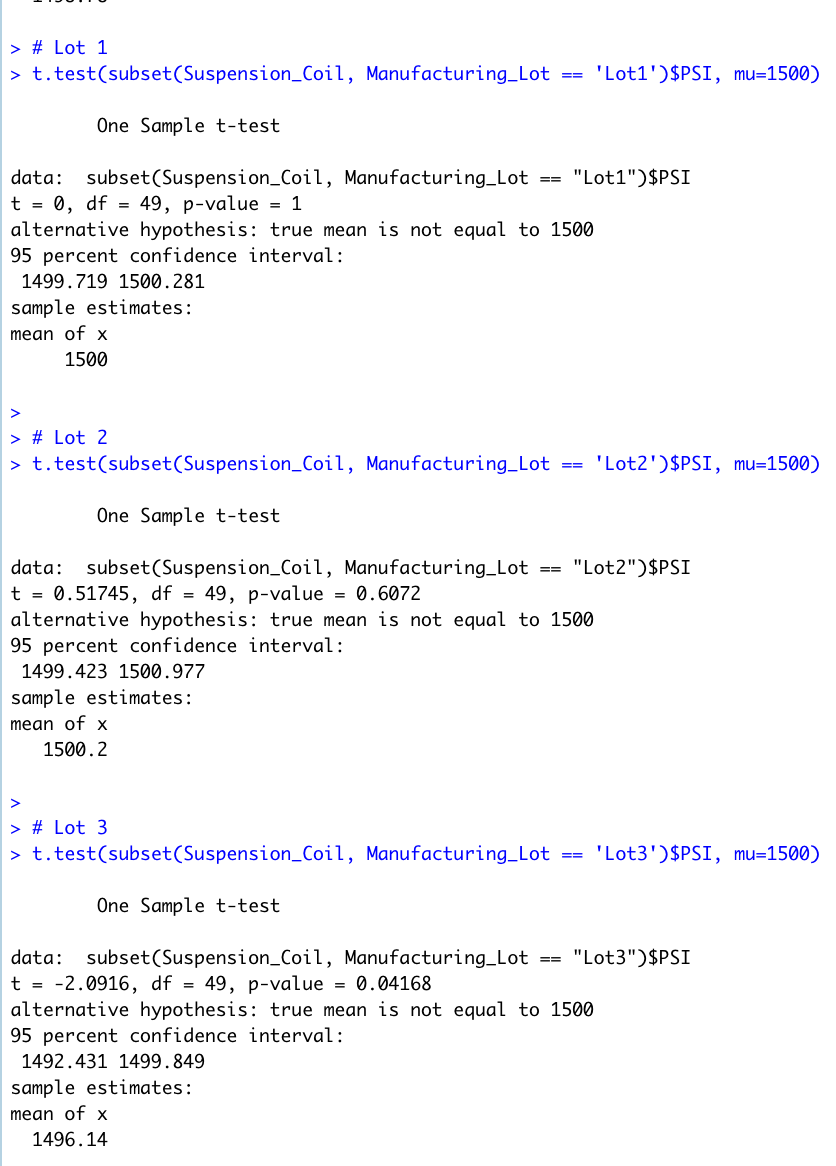 > # Lot 1
> t.test(subset(Suspension_Coil, Manufacturing_Lot == 'Lot1')$PSI, mu=1500)
One Sample t-test
data:  subset(Suspension_Coil, Manufacturing_Lot == "Lot1")$PSI
t = 0, df = 49, p-value = 1
alternative hypothesis: true mean is not equal to 1500
95 percent confidence interval:
 1499.719 1500.281
sample estimates:
mean of x
     1500
>
> # Lot 2
> t.test(subset(Suspension_Coil, Manufacturing_Lot == 'Lot2')$PSI, mu=1500)
One Sample t-test
data:  subset(Suspension_Coil, Manufacturing_Lot == "Lot2")$PSI
t = 0.51745, df = 49, p-value = 0.6072
alternative hypothesis: true mean is not equal to 1500
95 percent confidence interval:
 1499.423 1500.977
sample estimates:
mean of x
   1500.2
>
> # Lot 3
> t.test(subset(Suspension_Coil, Manufacturing_Lot == 'Lot3')$PSI, mu=1500)
One Sample t-test
data:  subset(Suspension_Coil, Manufacturing_Lot == "Lot3")$PSI
t = -2.0916, df = 49, p-value = 0.04168
alternative hypothesis: true mean is not equal to 1500
95 percent confidence interval:
 1492.431 1499.849
sample estimates:
mean of x
  1496.14